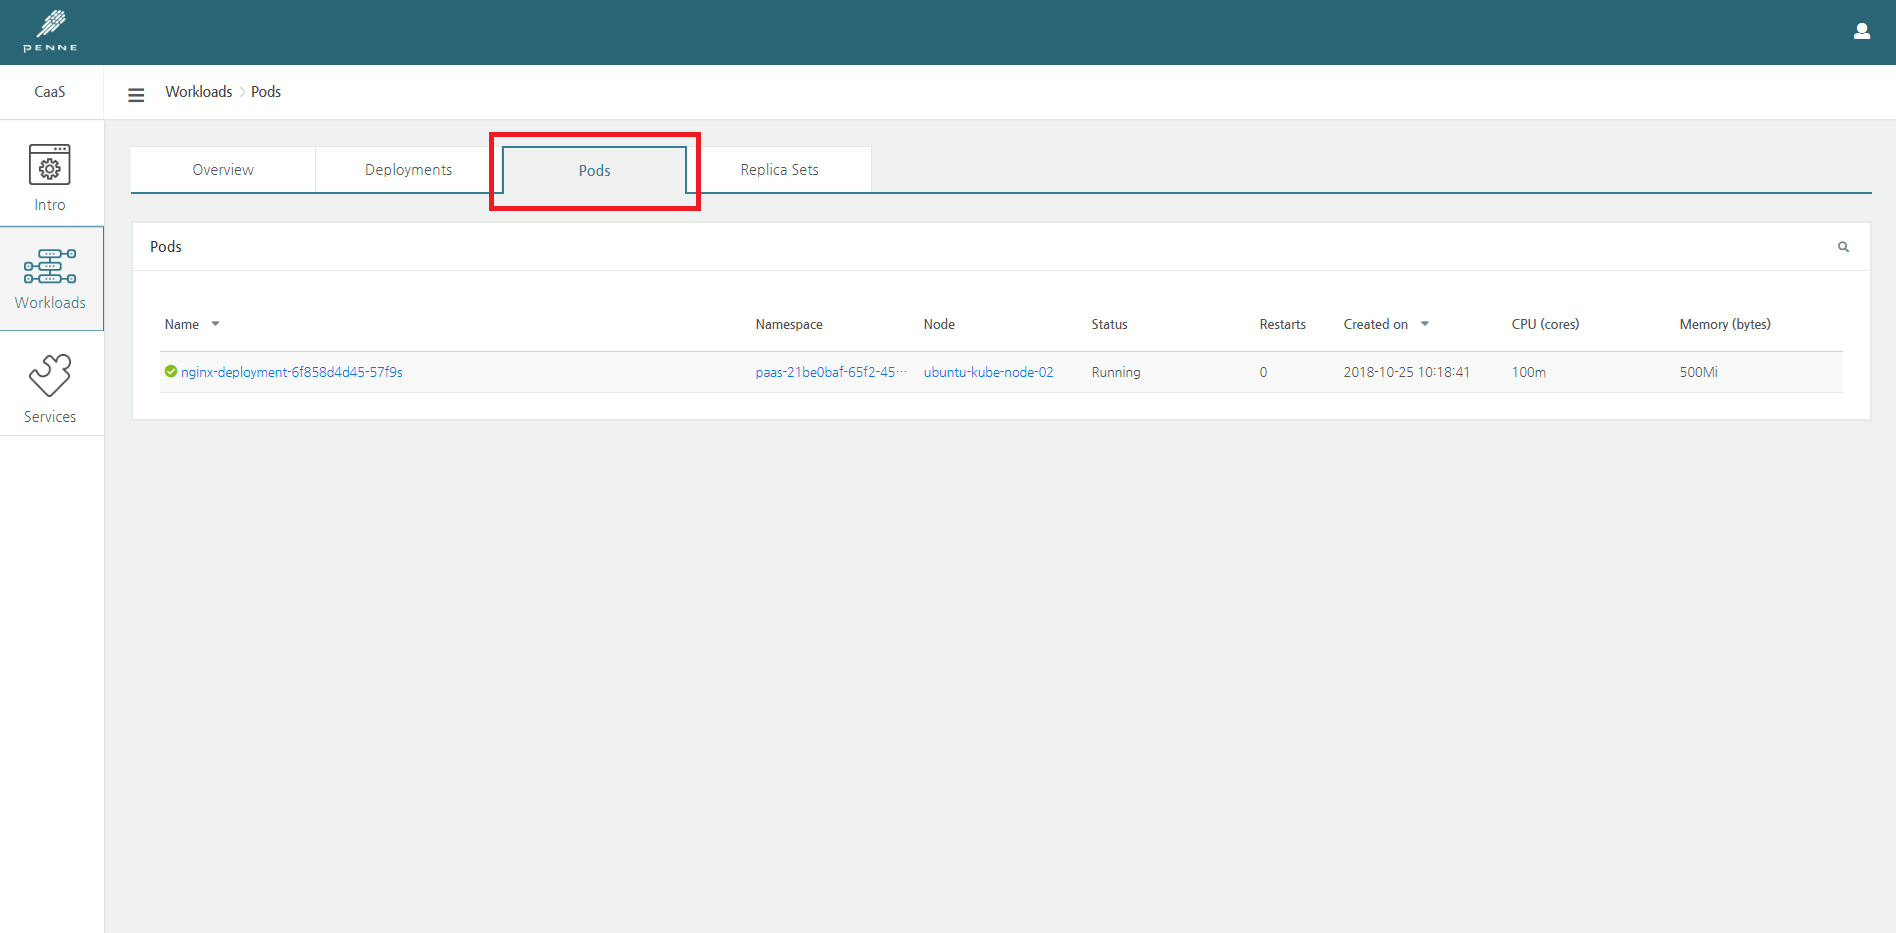 PENNE
CaaS
Workloads > Pods
Intro
Workloads
Services
Overview
Deployments
Pods
Replica Sets
Pods
Name Namespace Node Status Restarts Created on CPU (cores) Memory (bytes)
nginx-deployment-6f858d4d45-57f9s paas-21be0baf-65f2-45··· ubuntu-kube-node-02 Running 0 2018-10-25 10:18:41 100m 500Mi